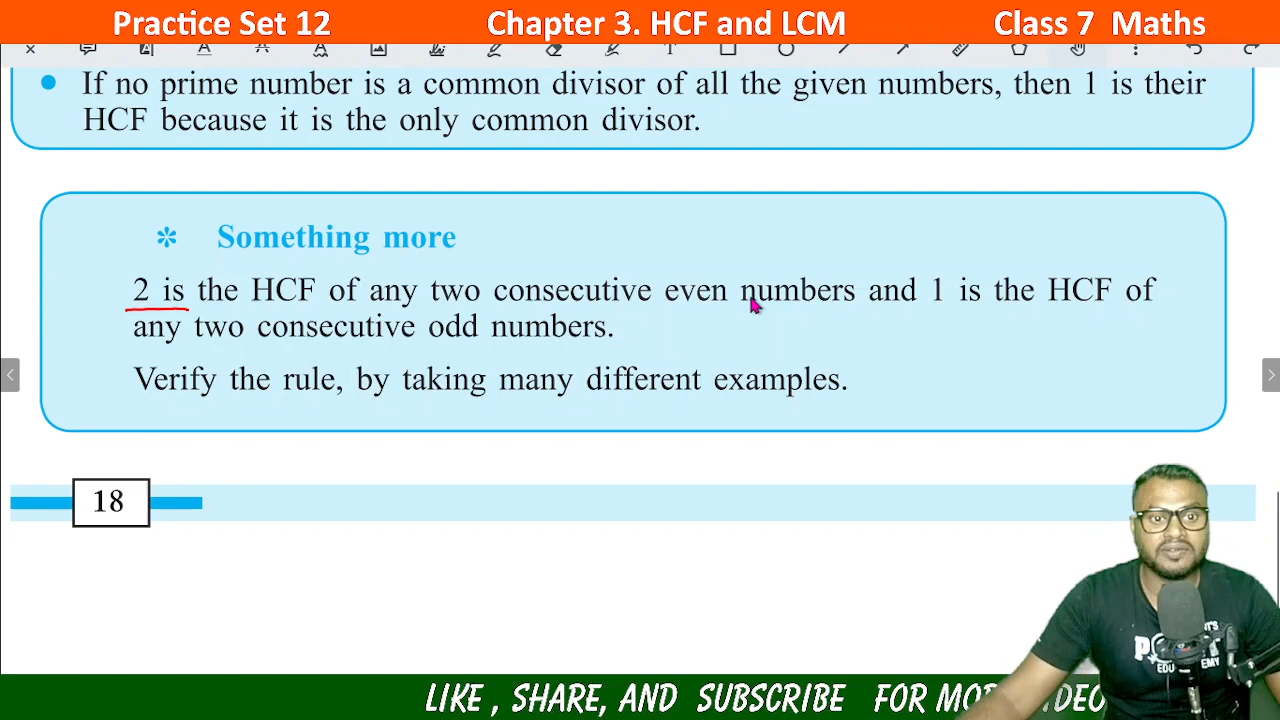 Practice Set 12 Chapter 3. HCF and LCM Class 7 Maths
• If no prime number is a common divisor of all the given numbers, then 1 is their
HCF because it is the only common divisor.
* Something more
2 is the HCF of any two consecutive even numbers and 1 is the HCF of
any two consecutive odd numbers.
Verify the rule, by taking many different examples.
18
LIKE , SHARE, AND SUBSCRIBE FOR